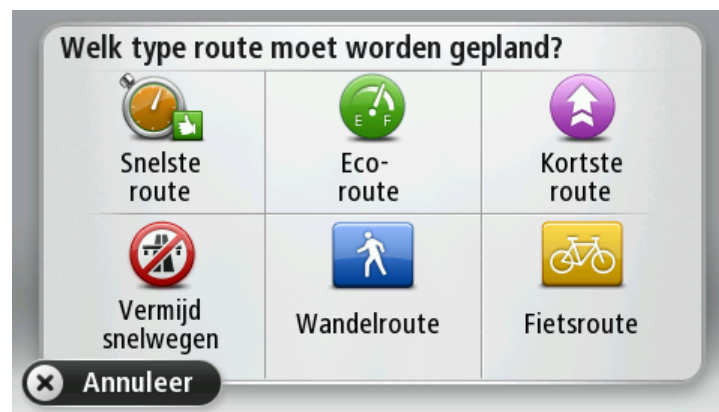 Welk type route moet worden gepland?
Snelste
route
E F
Eco-
route
Kortste
route
Vermijd
snelwegen
Wandelroute
Fietsroute
Annuleer